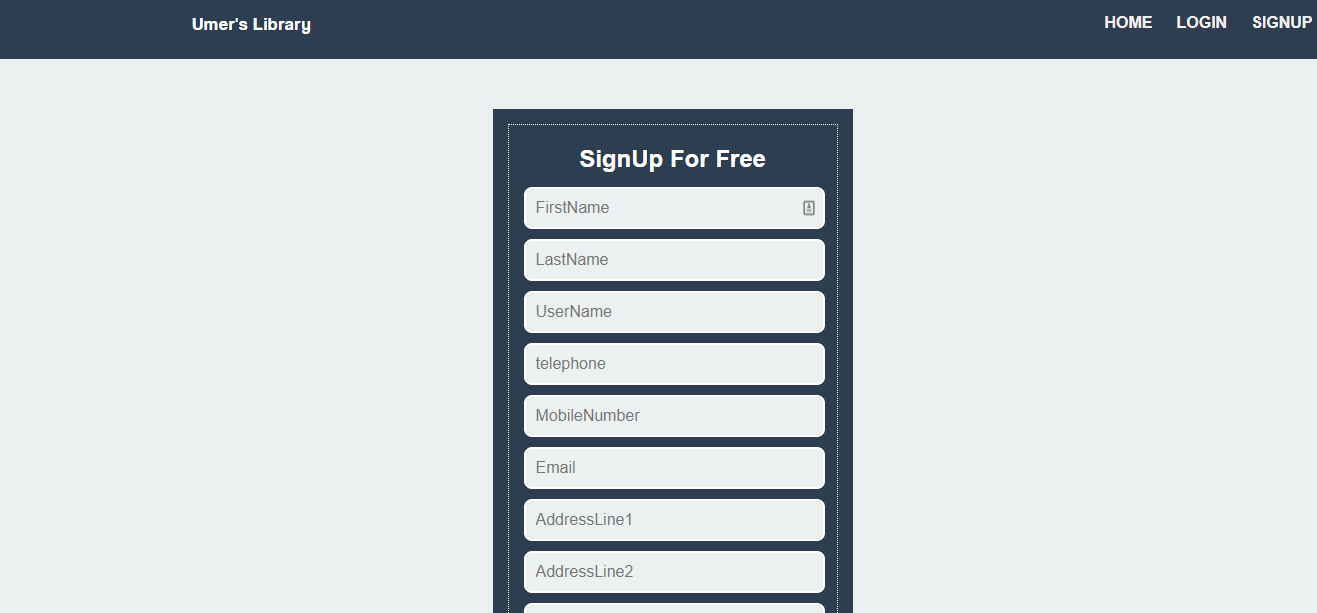 Umer's Library
HOME LOGIN SIGNUP
SignUp For Free
FirstName
LastName
UserName
telephone
MobileNumber
Email
AddressLine1
AddressLine2